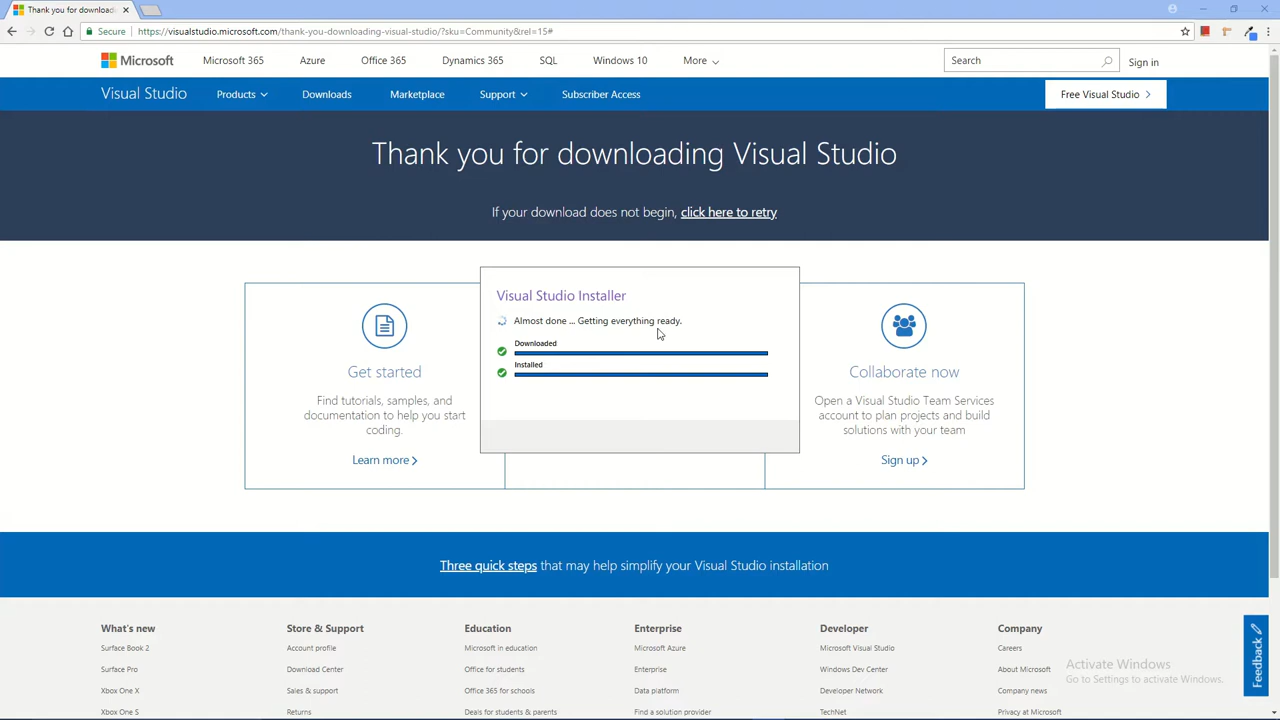 Thank you for download
Secure https://visualstudio.microsoft.com/thank-you-downloading-visual-studio/?sku=Community&rel=15#
Microsoft Microsoft 365 Azure Office 365 Dynamics 365 SQL Windows 10 More Search Sign in
Visual Studio Products Downloads Marketplace Support Subscriber Access Free Visual Studio
Thank you for downloading Visual Studio
If your download does not begin, click here to retry
Visual Studio Installer
Almost done ... Getting everything ready.
Downloaded
Installed
Get started
Find tutorials, samples, and
documentation to help you start
coding.
Learn more
Collaborate now
Open a Visual Studio Team Services
account to plan projects and build
solutions with your team
Sign up
Three quick steps that may help simplify your Visual Studio installation
What's new
Surface Book 2
Surface Pro
Xbox One X
Xbox One S
Store & Support
Account profile
Download Center
Sales & support
Returns
Education
Microsoft in education
Office for students
Office 365 for schools
Deals for students & parents
Enterprise
Microsoft Azure
Enterprise
Data platform
Find a solution provider
Developer
Microsoft Visual Studio
Windows Dev Center
Developer Network
TechNet
Company
Careers
About Microsoft
Company news
Privacy at Microsoft
Feedback
Activate Windows
Go to Settings to activate Windows.